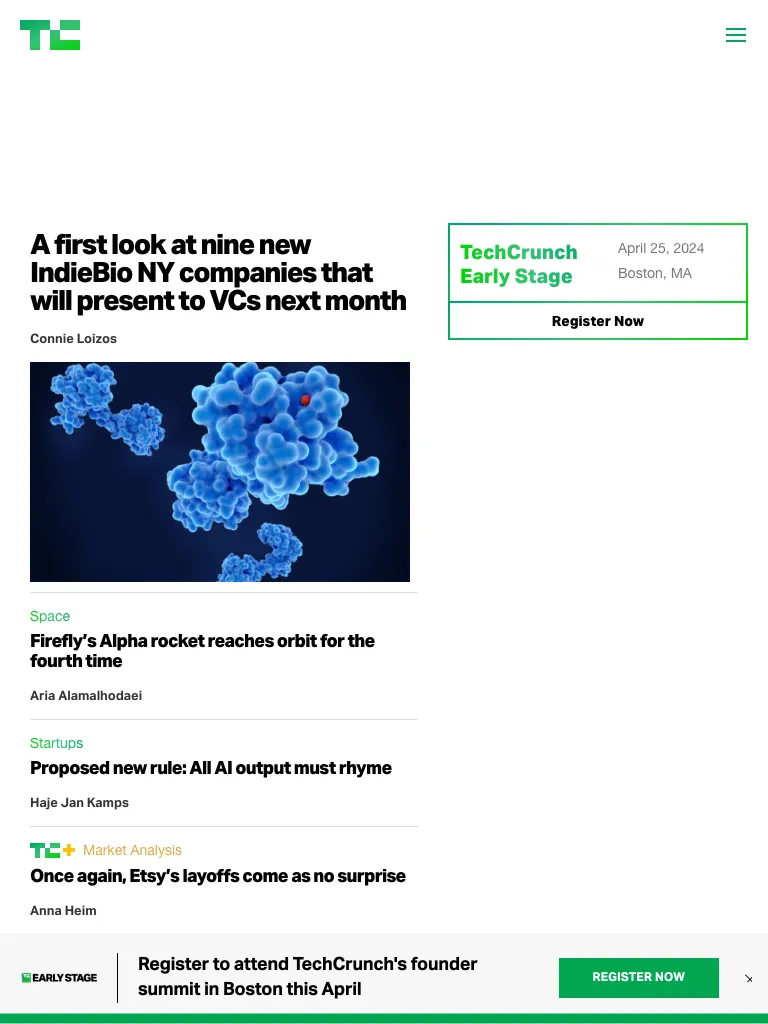 TC
A first look at nine new
IndieBio NY companies that
will present to VCs next month
Connie Loizos
TechCrunch
Early Stage
April 25, 2024
Boston, MA
Register Now
Space
Firefly’s Alpha rocket reaches orbit for the
fourth time
Aria Alamalhodaei
Startups
Proposed new rule: All AI output must rhyme
Haje Jan Kamps
TC+ Market Analysis
Once again, Etsy’s layoffs come as no surprise
Anna Heim
TC EARLY STAGE
Register to attend TechCrunch's founder
summit in Boston this April
REGISTER NOW